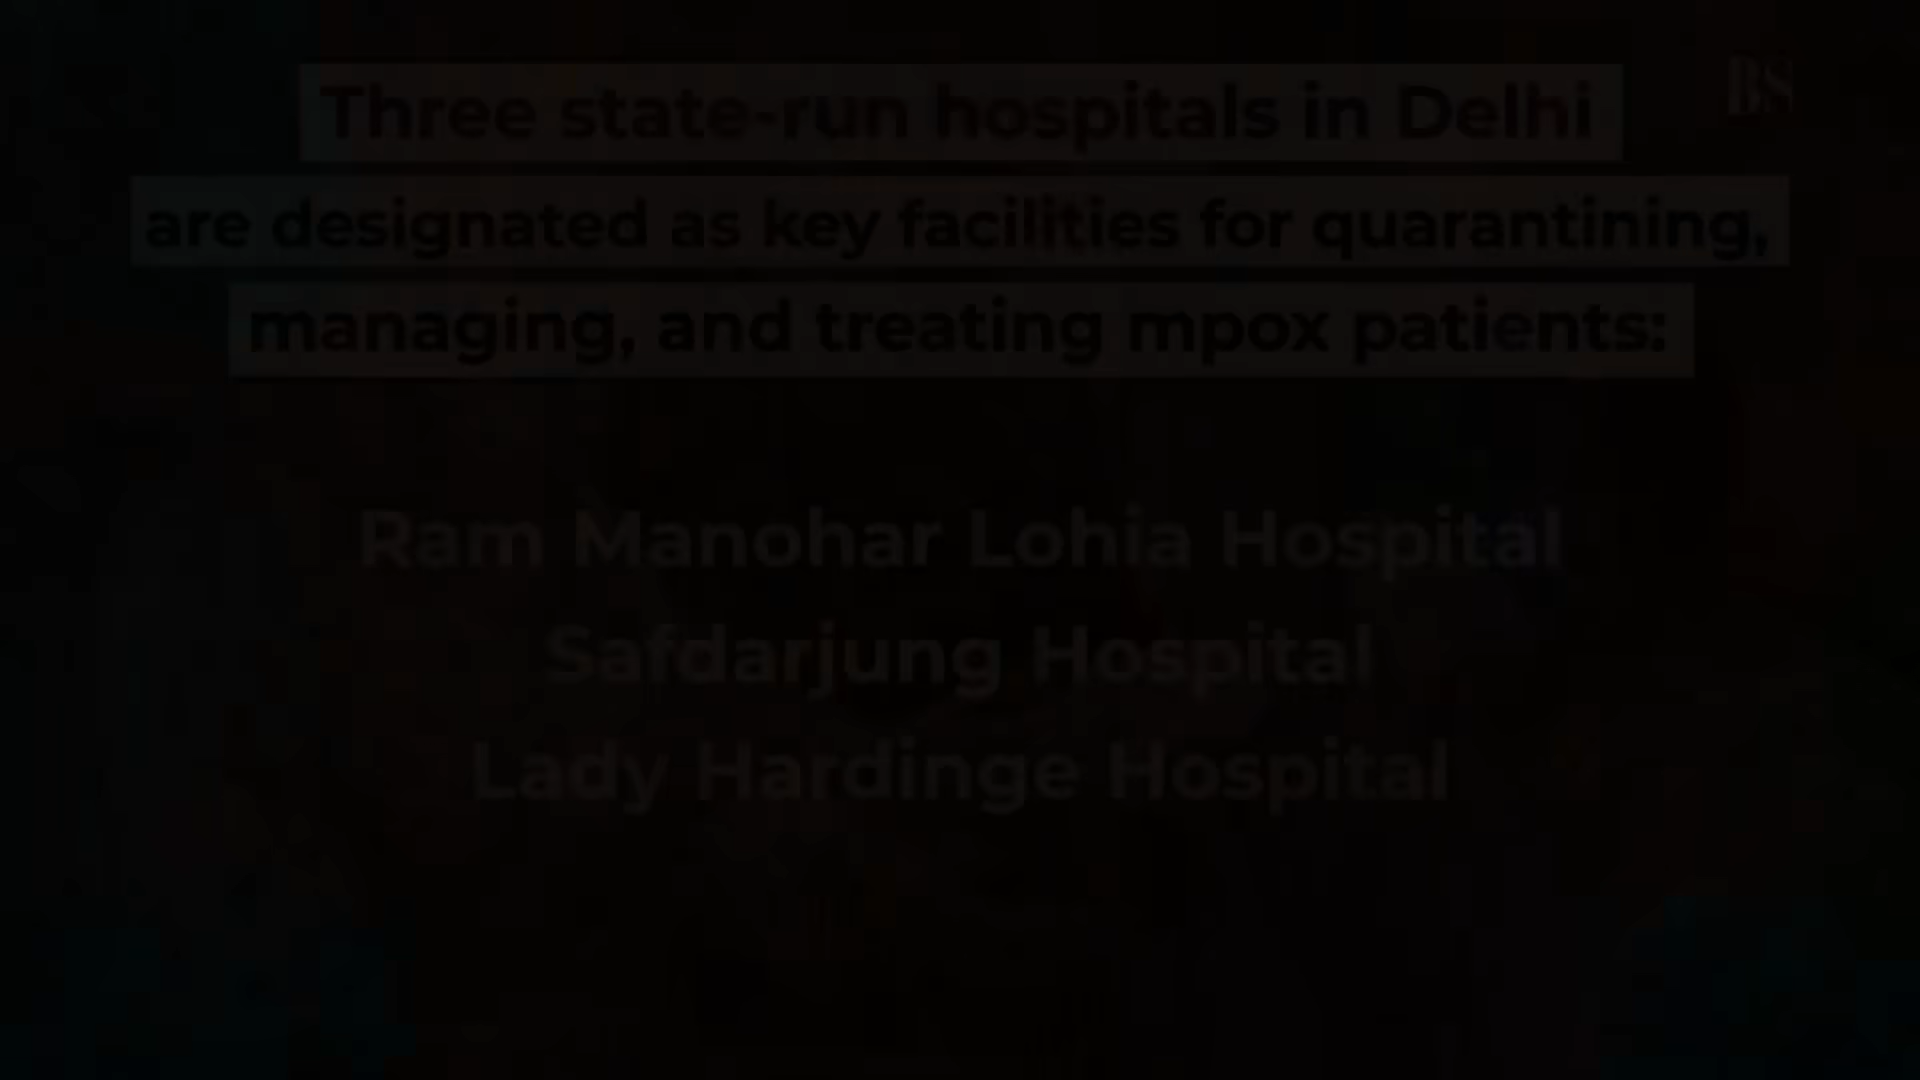 Three state-run hospitals in Delhi
BS
are designated as key facilities for quarantining,
managing, and treating mpox patients:
Ram Manohar Lohia Hospital
Safdarjung Hospital
Lady Hardinge Hospital